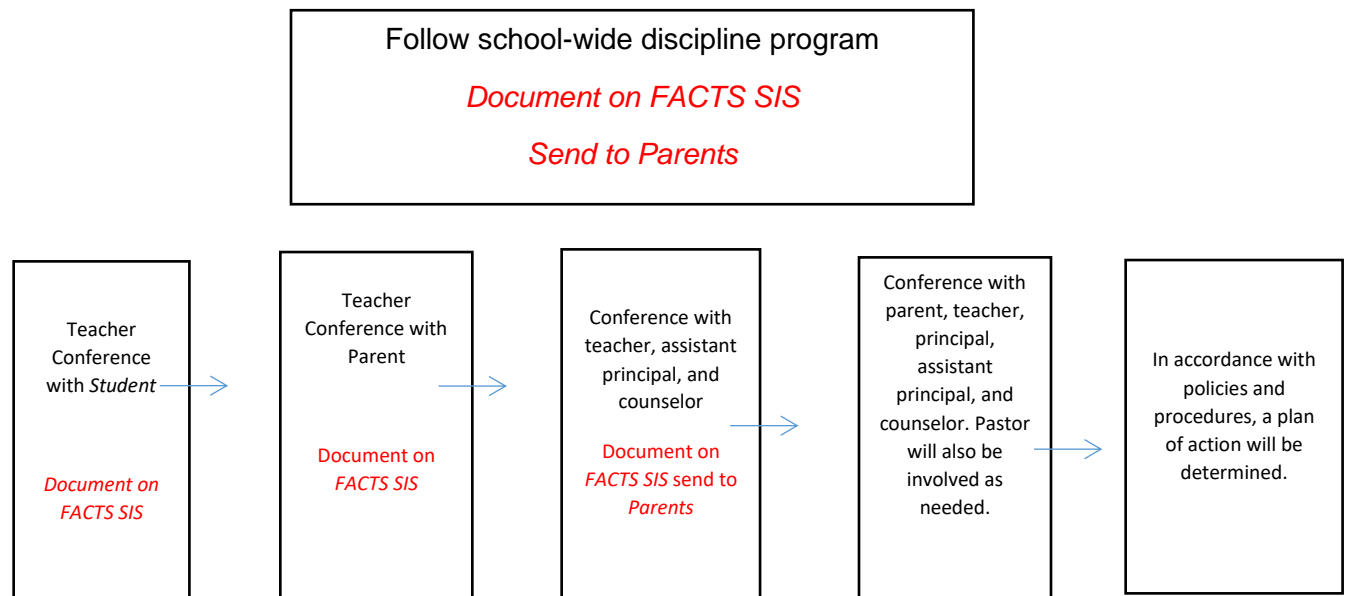 Follow school-wide discipline program
Document on FACTS SIS
Send to Parents
Teacher
Conference
with Student
Document on
FACTS SIS
Teacher
Conference with
Parent
Document on
FACTS SIS
Conference with
teacher, assistant
principal, and
counselor
Document on
FACTS SIS send to
Parents
Conference with
parent, teacher,
principal,
assistant
principal, and
counselor. Pastor
will also be
involved as
needed.
In accordance with
policies and
procedures, a plan
of action will be
determined.